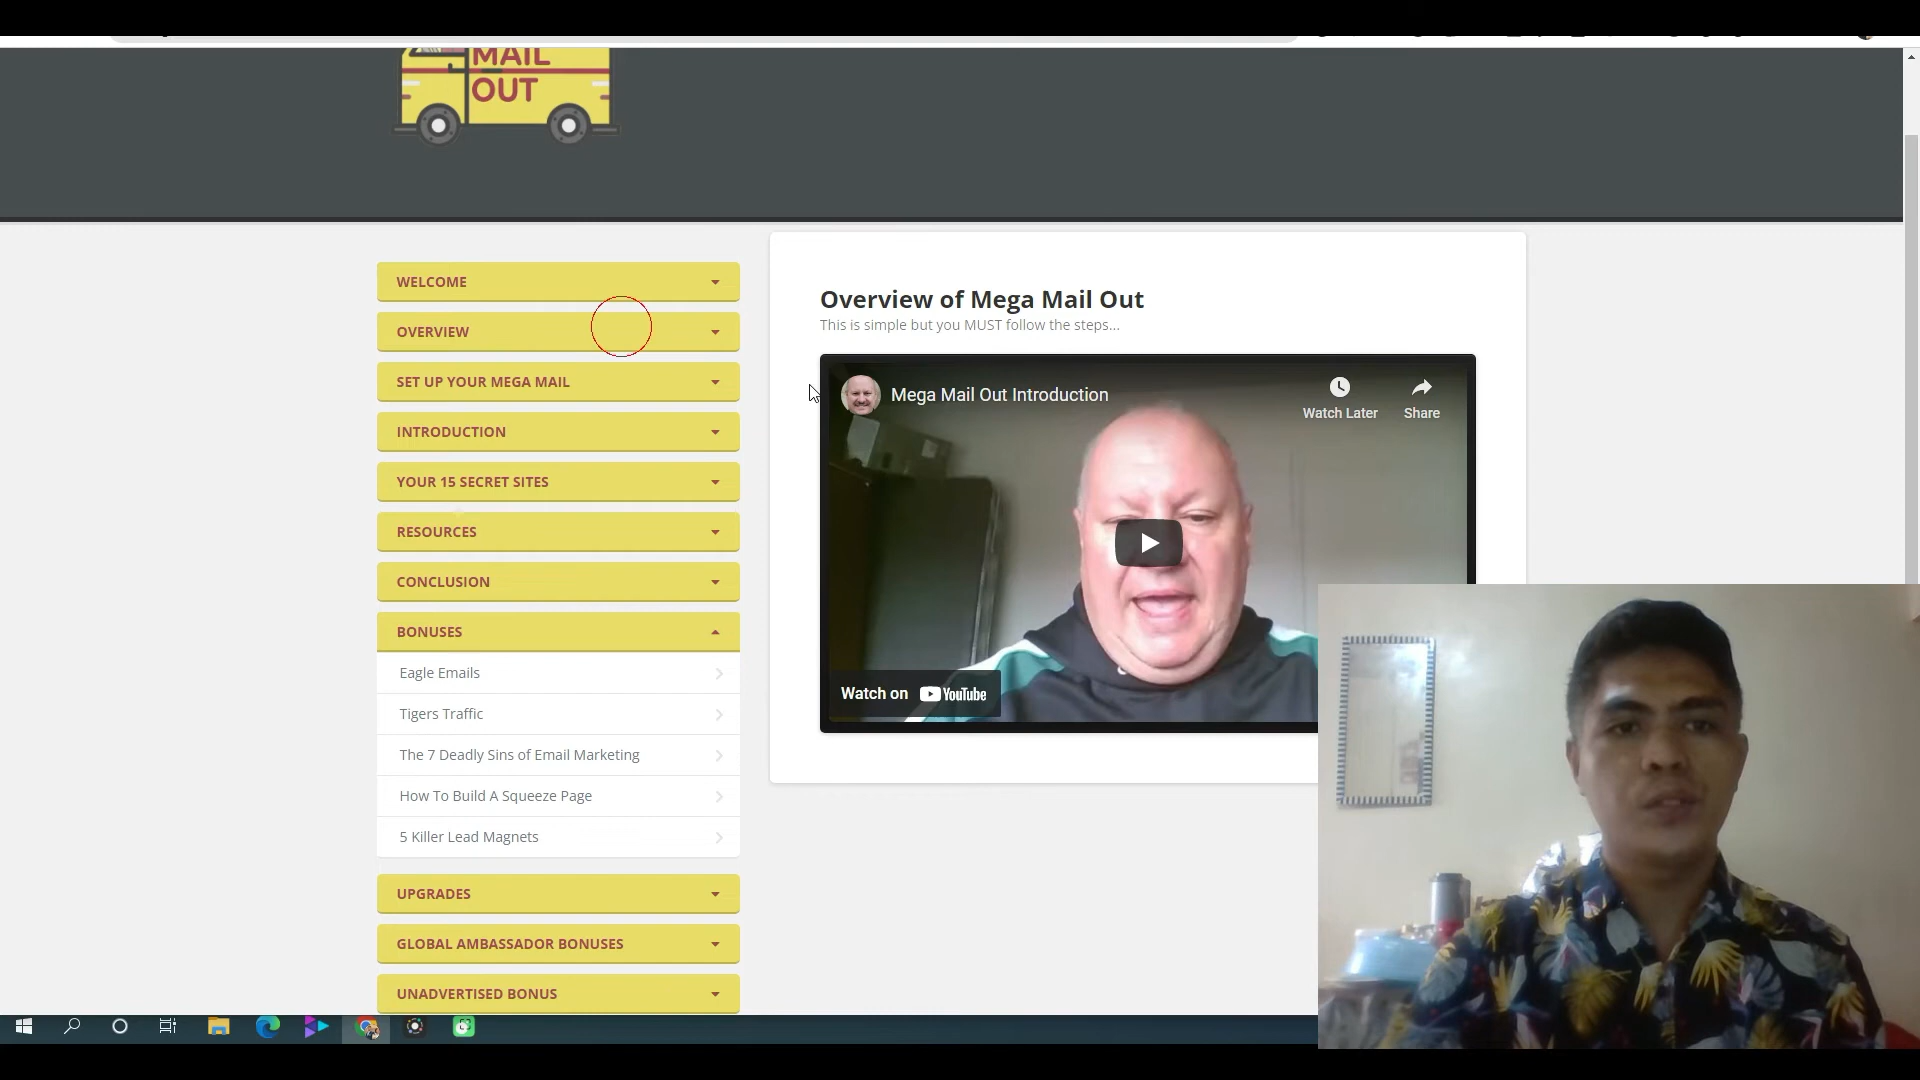 MAIL
OUT
WELCOME
OVERVIEW
SET UP YOUR MEGA MAIL
INTRODUCTION
YOUR 15 SECRET SITES
RESOURCES
CONCLUSION
BONUSES
Eagle Emails
Tigers Traffic
The 7 Deadly Sins of Email Marketing
How To Build A Squeeze Page
5 Killer Lead Magnets
UPGRADES
GLOBAL AMBASSADOR BONUSES
UNADVERTISED BONUS
Overview of Mega Mail Out
This is simple but you MUST follow the steps...
Mega Mail Out Introduction
Watch Later
Share
Watch on YouTube